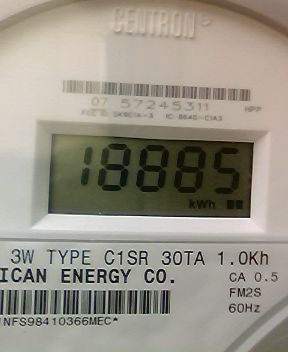 CENTRON
07 57245311
HPP
18885
kWh
3W TYPE C1SR 30TA 1.0Kh
ICAN ENERGY CO.
CA 0.5
FM2S
60Hz
NFS98410366MEC*